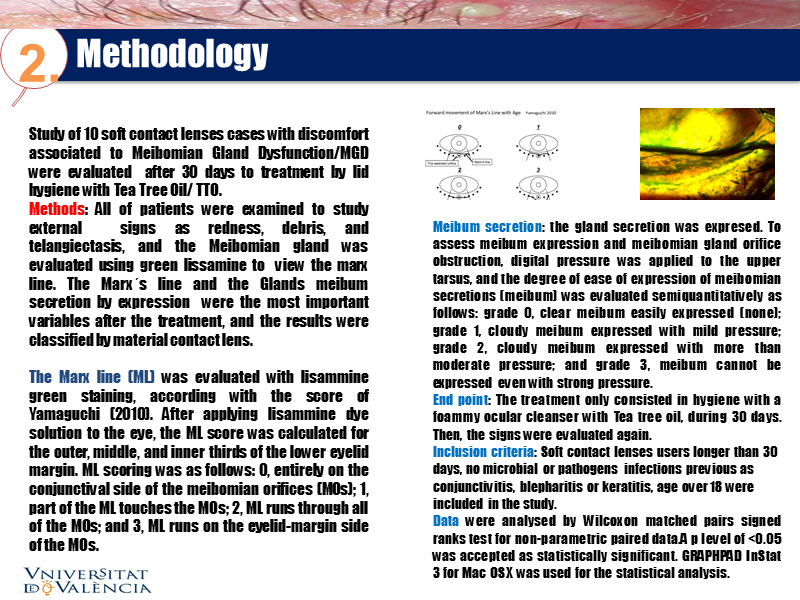 2.
Methodology
Study of 10 soft contact lenses cases with discomfort
associated to Meibomian Gland Dysfunction/MGD
were evaluated after 30 days to treatment by lid
hygiene with Tea Tree Oil/ TTO.
Methods: All of patients were examined to study
external signs as redness, debris, and
telangiectasis, and the Meibomian gland was
evaluated using green lissamine to view the marx
line. The Marx´s line and the Glands meibum
secretion by expression were the most important
variables after the treatment, and the results were
classified by material contact lens.
The Marx line (ML) was evaluated with lisammine
green staining, according with the score of
Yamaguchi (2010). After applying lisammine dye
solution to the eye, the ML score was calculated for
the outer, middle, and inner thirds of the lower eyelid
margin. ML scoring was as follows: 0, entirely on the
conjunctival side of the meibomian orifices (MOs); 1,
part of the ML touches the MOs; 2, ML runs through all
of the MOs; and 3, ML runs on the eyelid-margin side
of the MOs.
VNIVERSITAT
ID VALÈNCIA
Forward movement of Marx's Line with Age Yamaguchi 2010
0 1
The selected orifice Marx's line
2 3
Meibum secretion: the gland secretion was expresed. To
assess meibum expression and meibomian gland orifice
obstruction, digital pressure was applied to the upper
tarsus, and the degree of ease of expression of meibomian
secretions (meibum) was evaluated semiquantitatively as
follows: grade 0, clear meibum easily expressed (none);
grade 1, cloudy meibum expressed with mild pressure;
grade 2, cloudy meibum expressed with more than
moderate pressure; and grade 3, meibum cannot be
expressed even with strong pressure.
End point: The treatment only consisted in hygiene with a
foammy ocular cleanser with Tea tree oil, during 30 days.
Then, the signs were evaluated again.
Inclusion criteria: Soft contact lenses users longer than 30
days, no microbial or pathogens infections previous as
conjunctivitis, blepharitis or keratitis, age over 18 were
included in the study.
Data were analysed by Wilcoxon matched pairs signed
ranks test for non-parametric paired data.A p level of <0.05
was accepted as statistically significant. GRAPHPAD InStat
3 for Mac OSX was used for the statistical analysis.